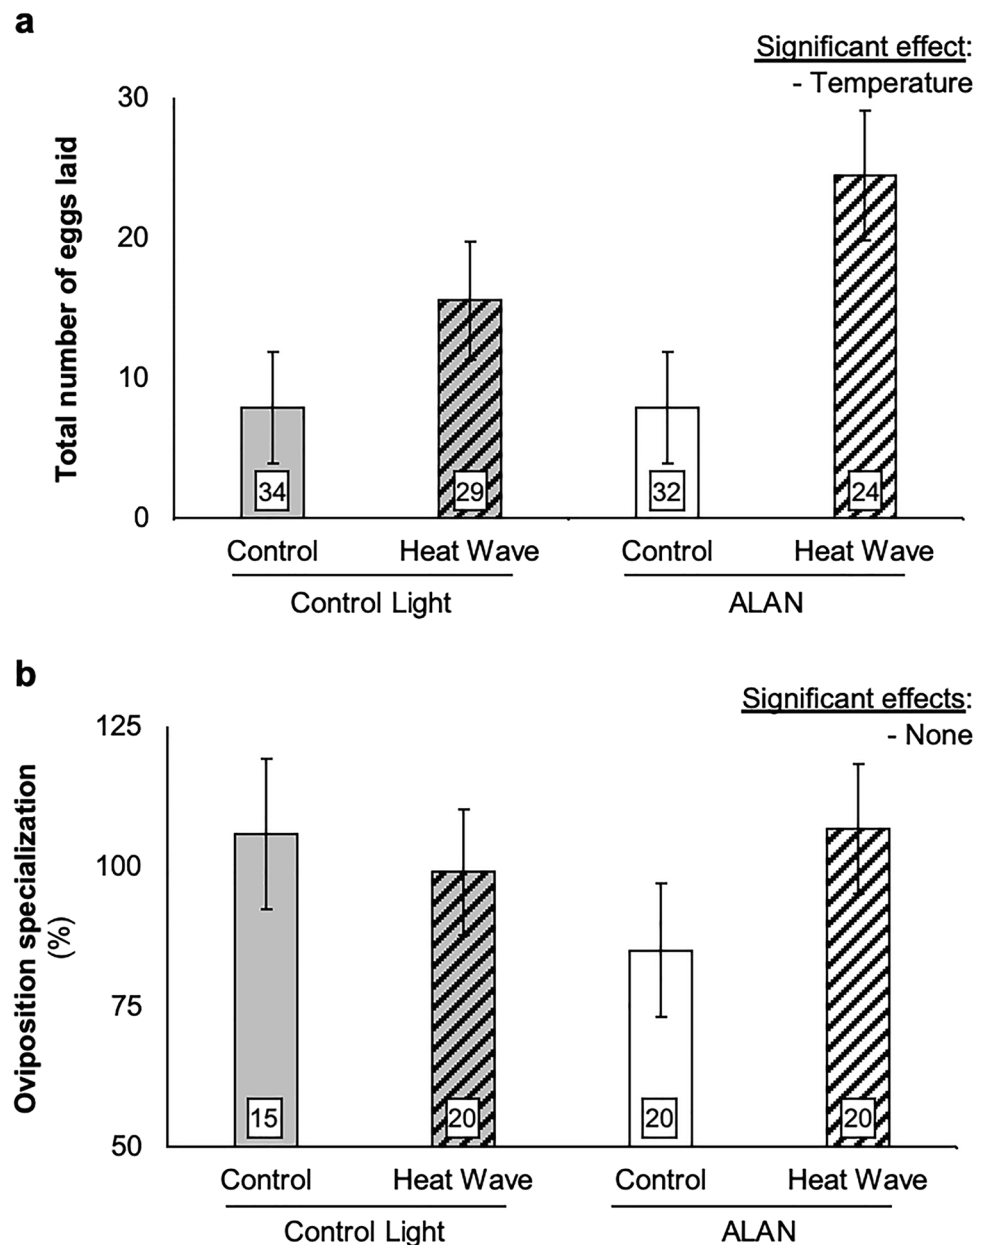 a
Significant effect:
- Temperature
Total number of eggs laid
30
20
10
0
34
29
32
24
Control
Heat Wave
Control
Heat Wave
Control Light
ALAN
b
Significant effects:
- None
Oviposition specialization
(%)
125
100
75
50
15
20
20
20
Control
Heat Wave
Control
Heat Wave
Control Light
ALAN